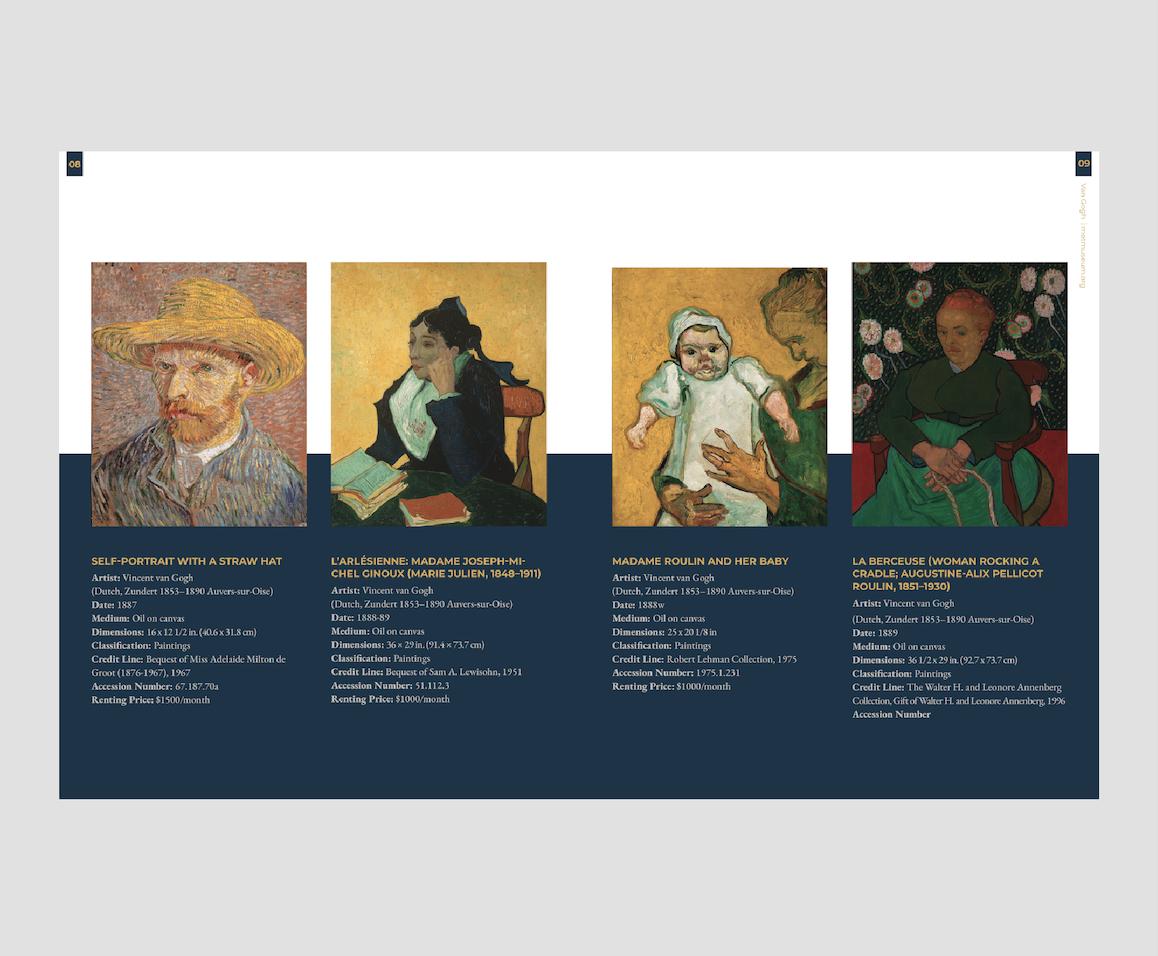 08
09
Van Gogh | metmuseum.org
SELF-PORTRAIT WITH A STRAW HAT
Artist: Vincent van Gogh
(Dutch, Zundert 1853–1890 Auvers-sur-Oise)
Date: 1887
Medium: Oil on canvas
Dimensions: 16 x 12 1/2 in. (40.6 x 31.8 cm)
Classification: Paintings
Credit Line: Bequest of Miss Adelaide Milton de
Groot (1876-1967), 1967
Accession Number: 67.187.70a
Renting Price: $1500/month
L'ARLÉSIENNE: MADAME JOSEPH-MI-
CHEL GINOUX (MARIE JULIEN, 1848–1911)
Artist: Vincent van Gogh
(Dutch, Zundert 1853–1890 Auvers-sur-Oise)
Date: 1888-89
Medium: Oil on canvas
Dimensions: 36 × 29 in. (91.4 × 73.7 cm)
Classification: Paintings
Credit Line: Bequest of Sam A. Lewisohn, 1951
Accession Number: 51.112.3
Renting Price: $1000/month
MADAME ROULIN AND HER BABY
Artist: Vincent van Gogh
(Dutch, Zundert 1853–1890 Auvers-sur-Oise)
Date: 1888w
Medium: Oil on canvas
Dimensions: 25 x 20 1/8 in
Classification: Paintings
Credit Line: Robert Lehman Collection, 1975
Accession Number: 1975.1.231
Renting Price: $1000/month
LA BERCEUSE (WOMAN ROCKING A
CRADLE; AUGUSTINE-ALIX PELLICOT
ROULIN, 1851–1930)
Artist: Vincent van Gogh
(Dutch, Zundert 1853–1890 Auvers-sur-Oise)
Date: 1889
Medium: Oil on canvas
Dimensions: 36 1/2 x 29 in. (92.7 x 73.7 cm)
Classification: Paintings
Credit Line: The Walter H. and Leonore Annenberg
Collection, Gift of Walter H. and Leonore Annenberg, 1996
Accession Number